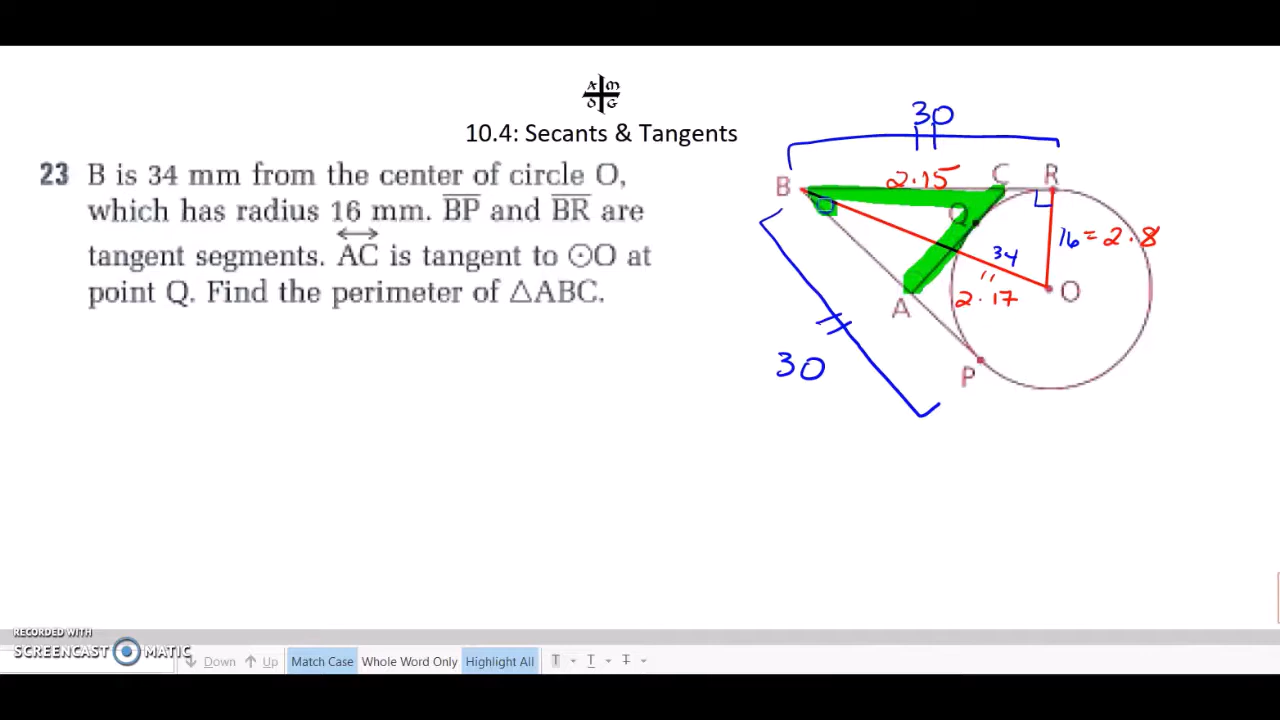 A M
D G
10.4: Secants & Tangents
23 B is 34 mm from the center of circle O,
which has radius 16 mm. BP and BR are
tangent segments. AC is tangent to ⊙O at
point Q. Find the perimeter of △ABC.
30
B
2·15
C
R
Q
16 = 2·8
34
"
2·17
O
A
30
P
RECORDED WITH
SCREENCAST MATIC
Down Up Match Case Whole Word Only Highlight All T T T